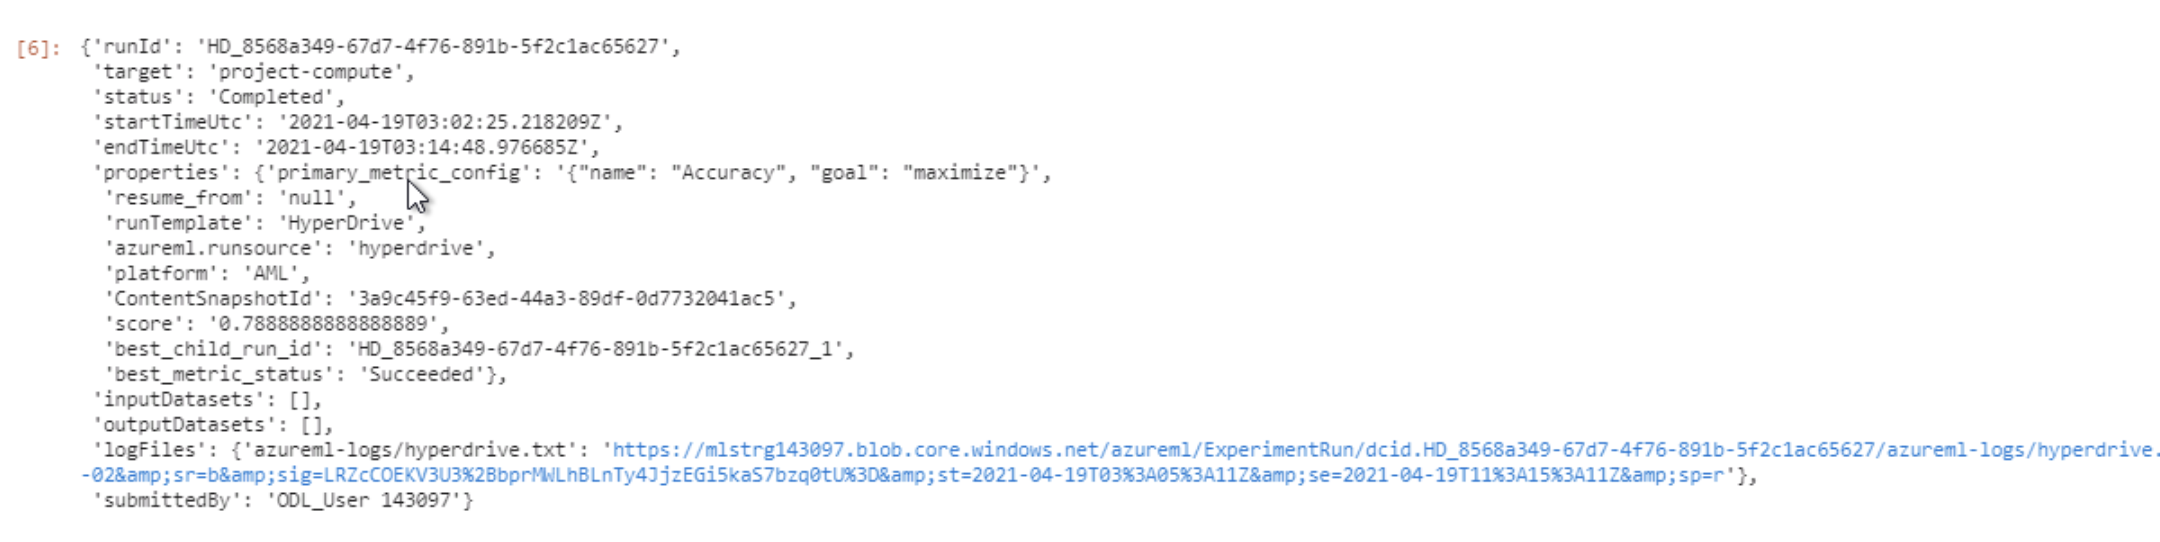 [6]: {'runId': 'HD_8568a349-67d7-4f76-891b-5f2c1ac65627',
'target': 'project-compute',
'status': 'Completed',
'startTimeUtc': '2021-04-19T03:02:25.218209Z',
'endTimeUtc': '2021-04-19T03:14:48.976685Z',
'properties': {'primary_metric_config': '{"name": "Accuracy", "goal": "maximize"}',
'resume_from': 'null',
'runTemplate': 'HyperDrive',
'azureml.runsource': 'hyperdrive',
'platform': 'AML',
'ContentSnapshotId': '3a9c45f9-63ed-44a3-89df-0d7732041ac5',
'score': '0.7888888888888889',
'best_child_run_id': 'HD_8568a349-67d7-4f76-891b-5f2c1ac65627_1',
'best_metric_status': 'Succeeded'},
'inputDatasets': [],
'outputDatasets': [],
'logFiles': {'azureml-logs/hyperdrive.txt': 'https://mlstrg143097.blob.core.windows.net/azureml/ExperimentRun/dcid.HD_8568a349-67d7-4f76-891b-5f2c1ac65627/azureml-logs/hyperdrive.
-02&amp;sr=b&amp;sig=LRZcCOEKV3U3%2BbprMWLhBLnTy4JjzEGi5kaS7bzq0tU%3D&amp;st=2021-04-19T03%3A05%3A11Z&amp;se=2021-04-19T11%3A15%3A11Z&amp;sp=r'},
'submittedBy': 'ODL_User 143097'}